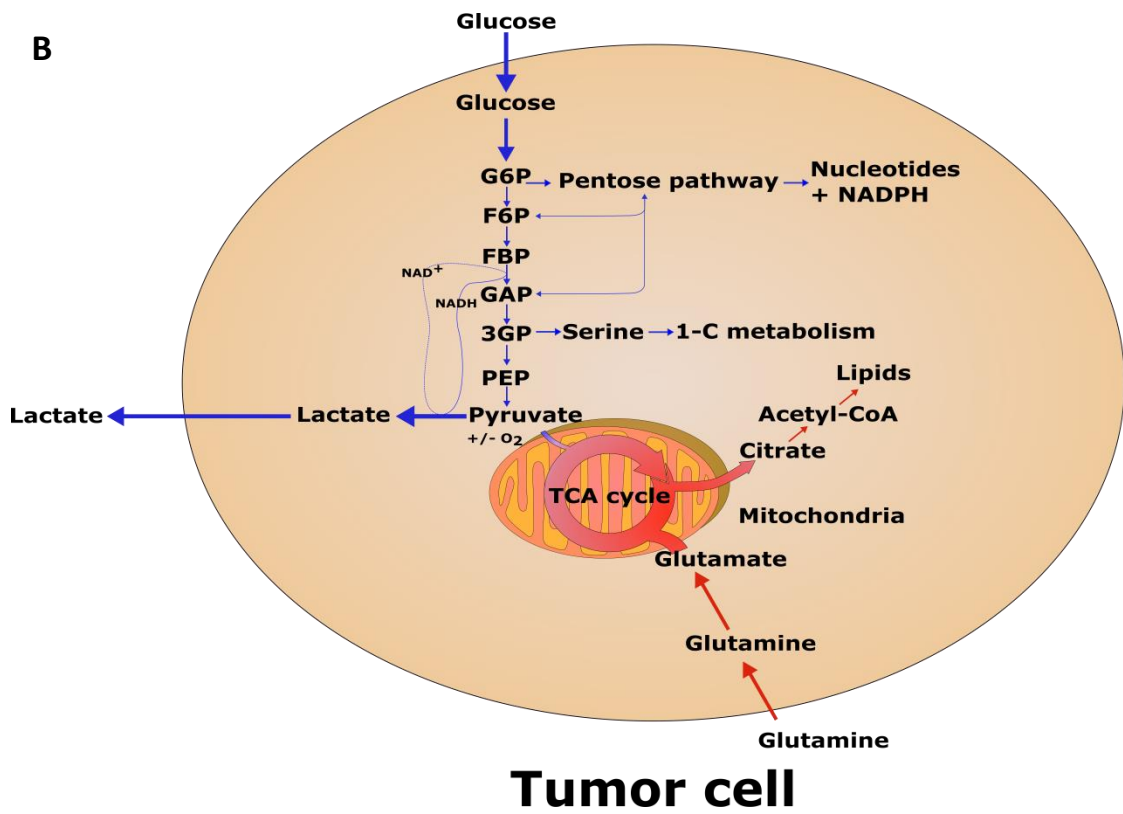 B
Glucose
Glucose
G6P
Pentose pathway
Nucleotides
+ NADPH
F6P
FBP
NAD+
NADH
GAP
3GP
Serine
1-C metabolism
PEP
Lipids
Lactate
Lactate
Pyruvate
Acetyl-CoA
+/- O2
Citrate
TCA cycle
Mitochondria
Glutamate
Glutamine
Glutamine
Tumor cell